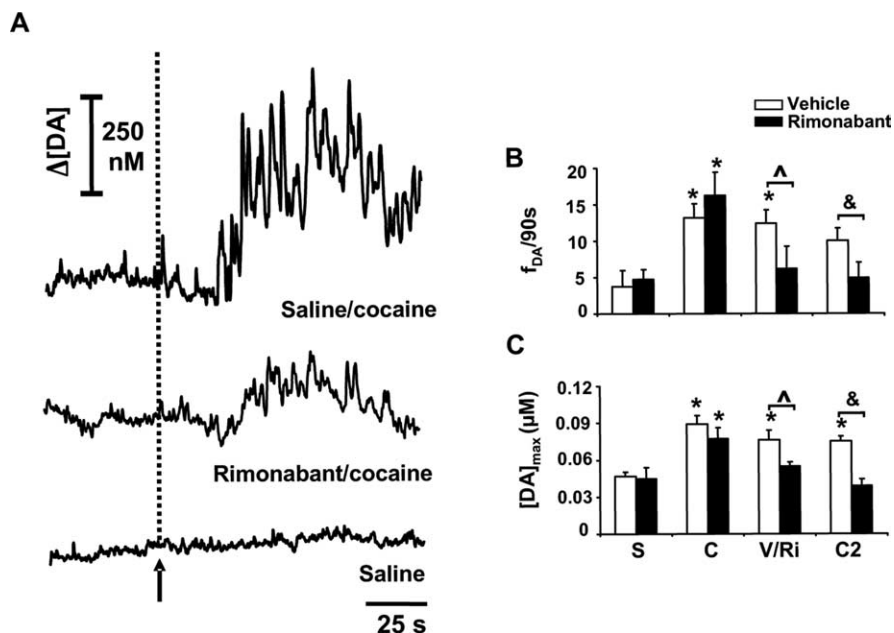 A
Δ[DA]
250
nM
Saline/cocaine
Rimonabant/cocaine
Saline
25 s
Vehicle
Rimonabant
B
f_DA/90s
20
15
10
5
0
*
*
*
^
&
C
[DA]max (µM)
0.12
0.09
0.06
0.03
0
*
*
*
^
*
&
S
C
V/Ri
C2